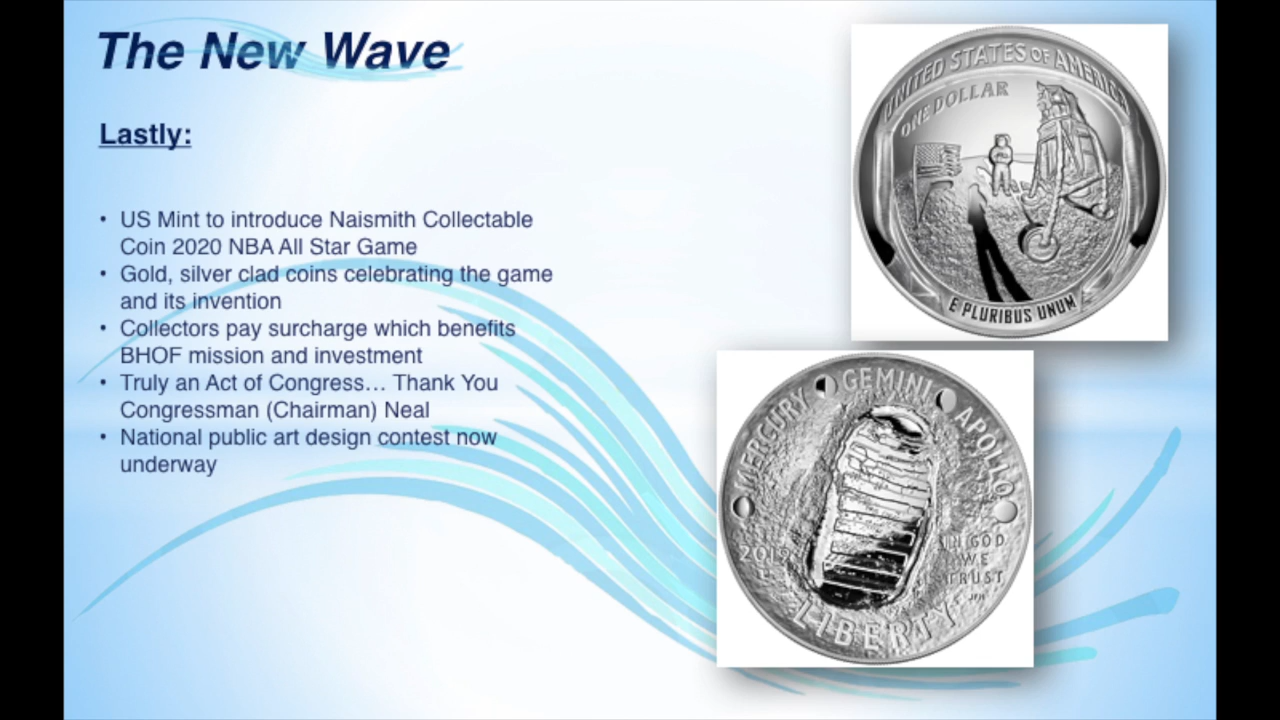 The New Wave
Lastly:
• US Mint to introduce Naismith Collectable
Coin 2020 NBA All Star Game
• Gold, silver clad coins celebrating the game
and its invention
• Collectors pay surcharge which benefits
BHOF mission and investment
• Truly an Act of Congress… Thank You
Congressman (Chairman) Neal
• National public art design contest now
underway
UNITED STATES OF AMERICA
ONE DOLLAR
E PLURIBUS UNUM
MERCURY GEMINI APOLLO
2019
IN GOD
WE
TRUST
LIBERTY